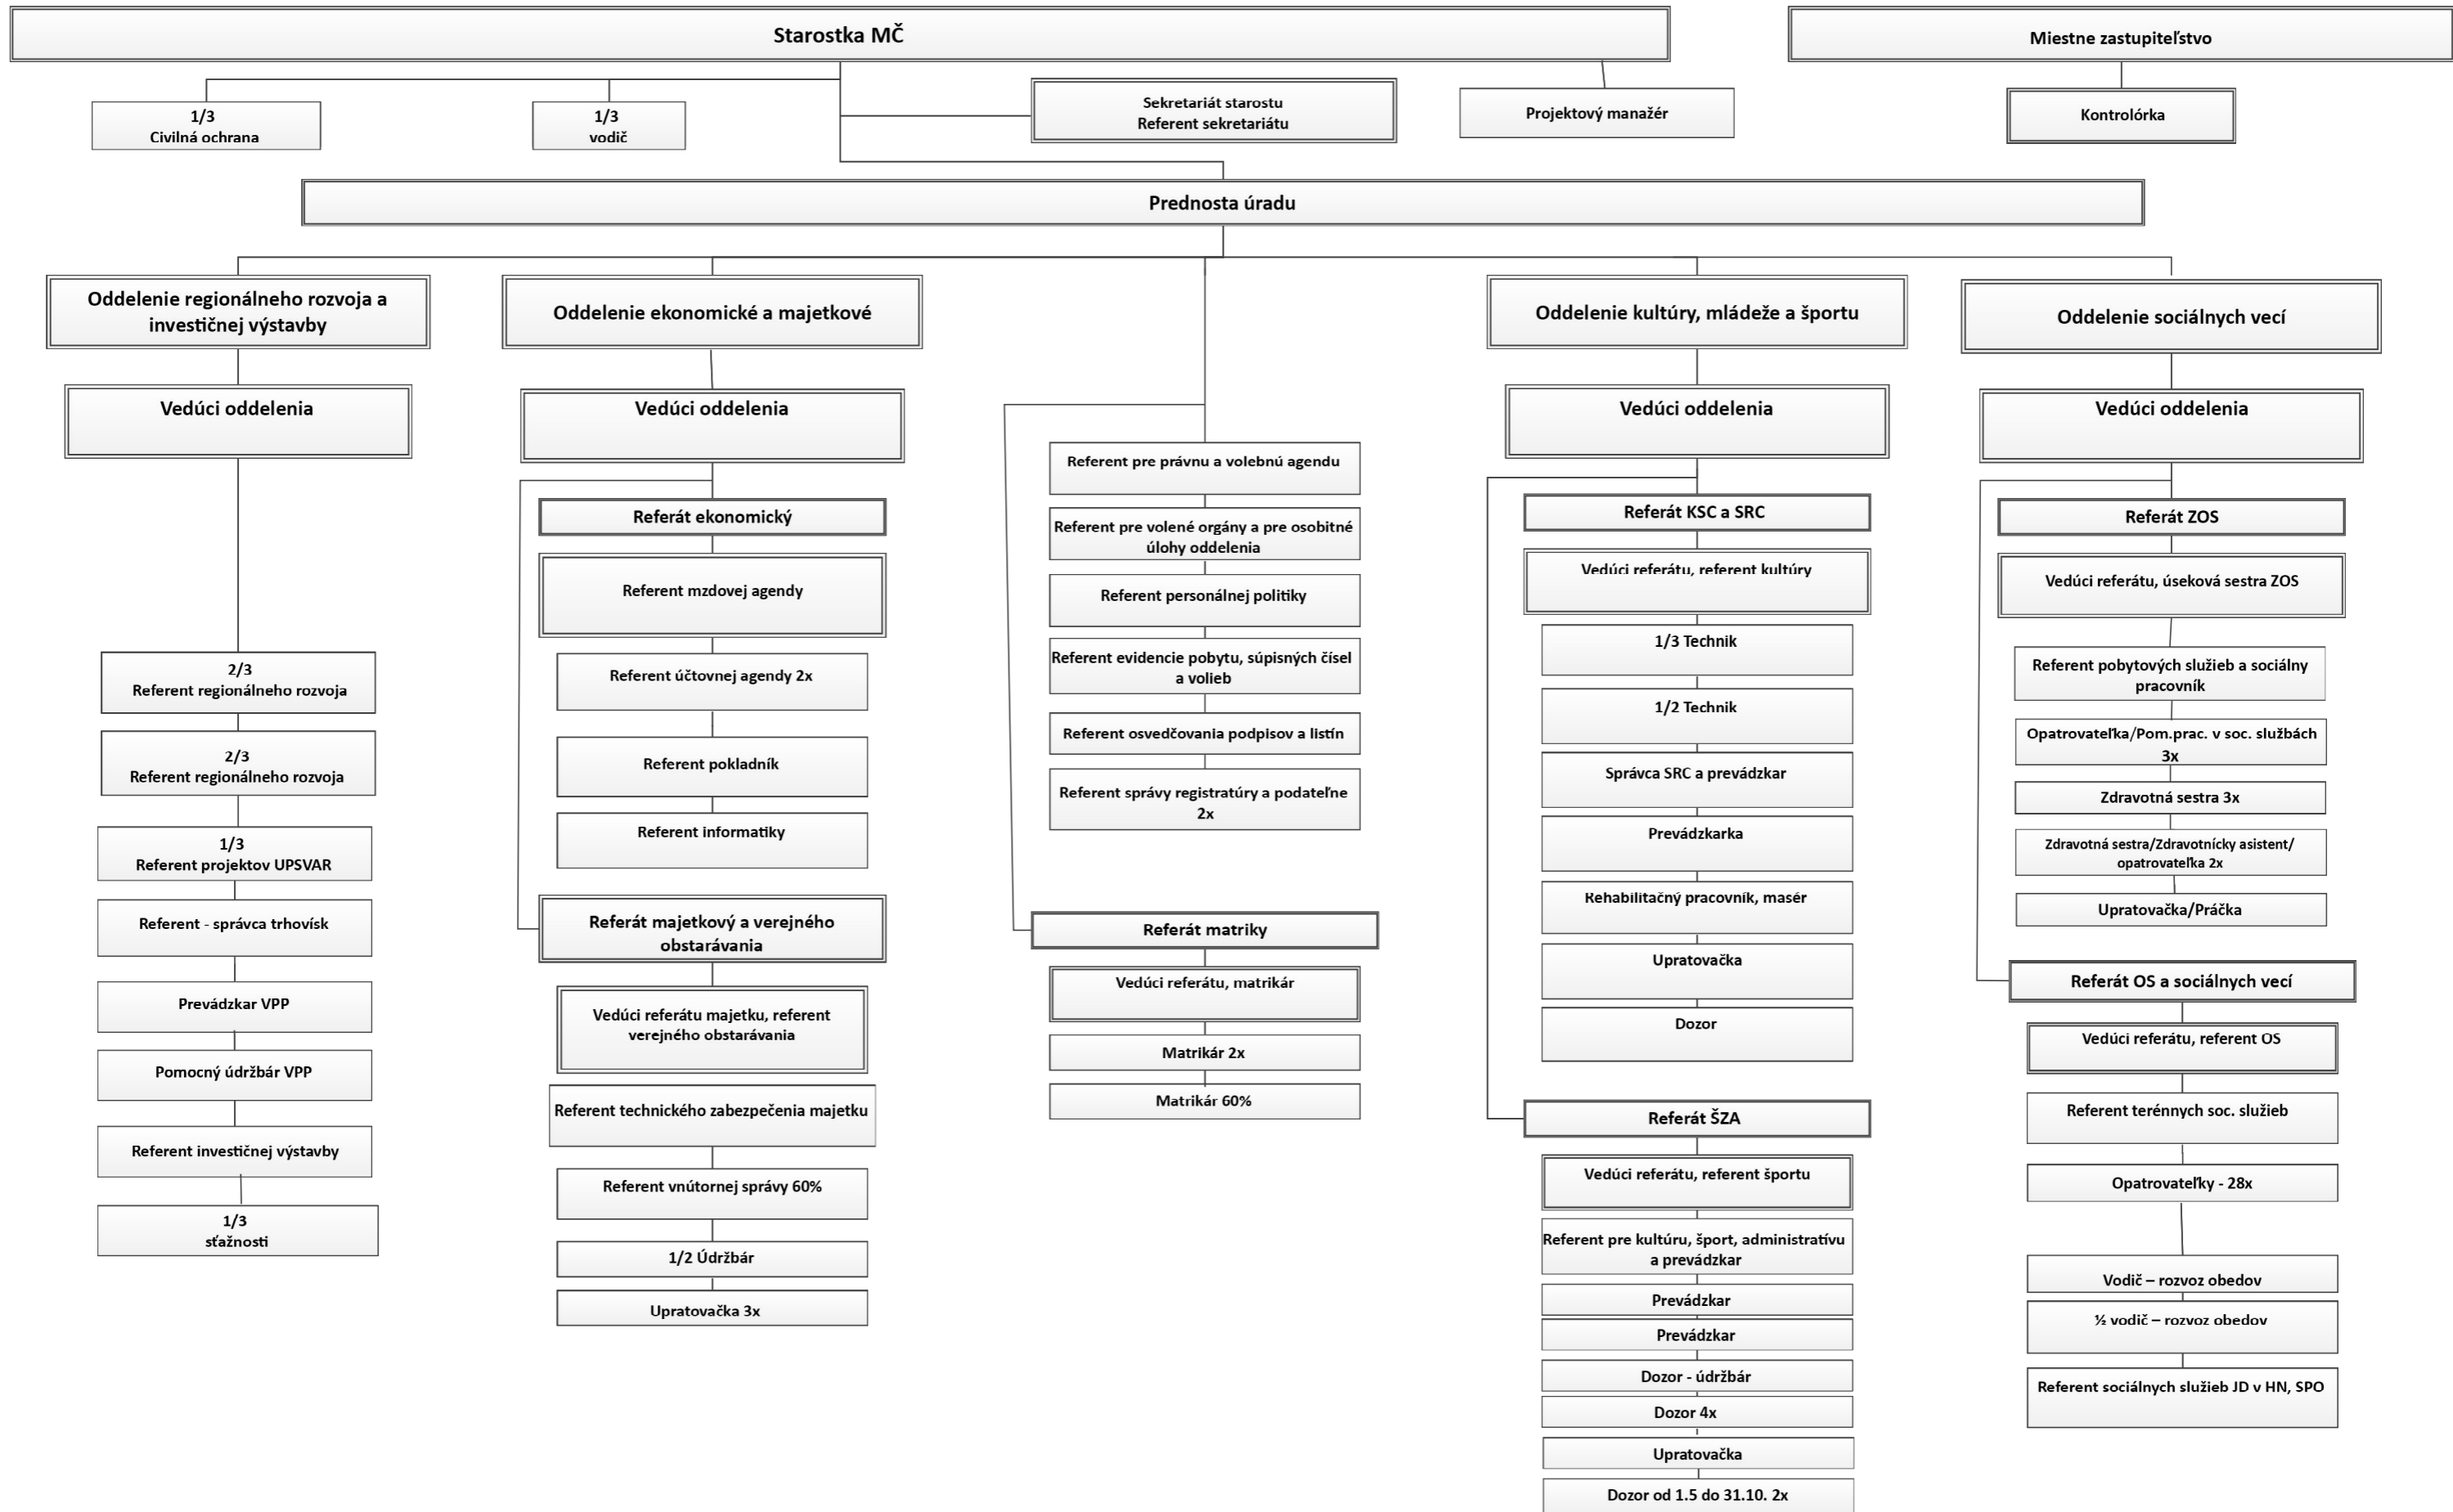 Starostka MČ
Miestne zastupiteľstvo
1/3
Civilná ochrana
1/3
vodič
Sekretariát starostu
Referent sekretariátu
Projektový manažér
Kontrolórka
Prednosta úradu
Oddelenie regionálneho rozvoja a
investičnej výstavby
Vedúci oddelenia
2/3
Referent regionálneho rozvoja
2/3
Referent regionálneho rozvoja
1/3
Referent projektov UPSVAR
Referent - správca trhovísk
Prevádzkar VPP
Pomocný údržbár VPP
Referent investičnej výstavby
1/3
sťažnosti
Oddelenie ekonomické a majetkové
Vedúci oddelenia
Referát ekonomický
Referent mzdovej agendy
Referent účtovnej agendy 2x
Referent pokladník
Referent informatiky
Referát majetkový a verejného
obstarávania
Vedúci referátu majetku, referent
verejného obstarávania
Referent technického zabezpečenia majetku
Referent vnútornej správy 60%
1/2 Údržbár
Upratovačka 3x
Referent pre právnu a volebnú agendu
Referent pre volené orgány a pre osobitné
úlohy oddelenia
Referent personálnej politiky
Referent evidencie pobytu, súpisných čísel
a volieb
Referent osvedčovania podpisov a listín
Referent správy registratúry a podateľne
2x
Referát matriky
Vedúci referátu, matrikár
Matrikár 2x
Matrikár 60%
Oddelenie kultúry, mládeže a športu
Vedúci oddelenia
Referát KSC a SRC
Vedúci referátu, referent kultúry
1/3 Technik
1/2 Technik
Správca SRC a prevádzkar
Prevádzkarka
Rehabilitačný pracovník, masér
Upratovačka
Dozor
Referát ŠZA
Vedúci referátu, referent športu
Referent pre kultúru, šport, administratívu
a prevádzkar
Prevádzkar
Prevádzkar
Dozor - údržbár
Dozor 4x
Upratovačka
Dozor od 1.5 do 31.10. 2x
Oddelenie sociálnych vecí
Vedúci oddelenia
Referát ZOS
Vedúci referátu, úseková sestra ZOS
Referent pobytových služieb a sociálny
pracovník
Opatrovateľka/Pom.prac. v soc. službách
3x
Zdravotná sestra 3x
Zdravotná sestra/Zdravotnícky asistent/
opatrovateľka 2x
Upratovačka/Práčka
Referát OS a sociálnych vecí
Vedúci referátu, referent OS
Referent terénnych soc. služieb
Opatrovateľky - 28x
Vodič – rozvoz obedov
½ vodič – rozvoz obedov
Referent sociálnych služieb JD v HN, SPO